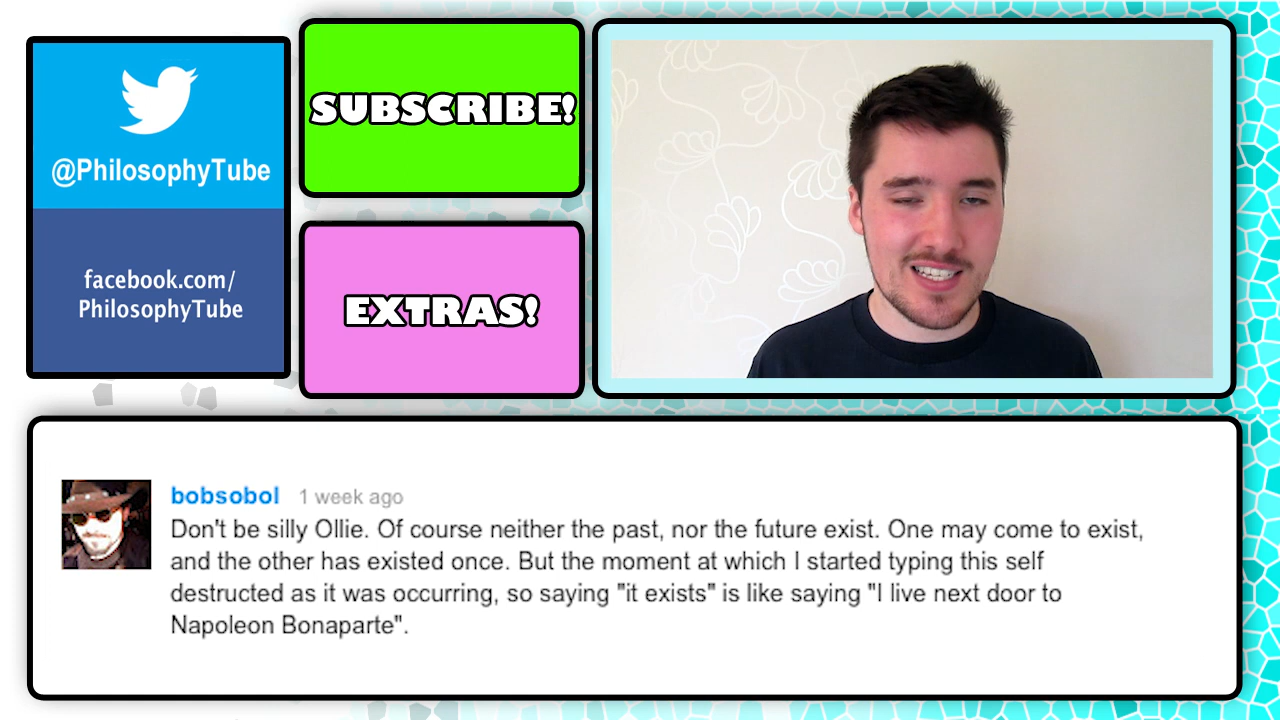 @PhilosophyTube
facebook.com/
PhilosophyTube
SUBSCRIBE!
EXTRAS!
bobsobol 1 week ago
Don't be silly Ollie. Of course neither the past, nor the future exist. One may come to exist,
and the other has existed once. But the moment at which I started typing this self
destructed as it was occurring, so saying "it exists" is like saying "I live next door to
Napoleon Bonaparte".